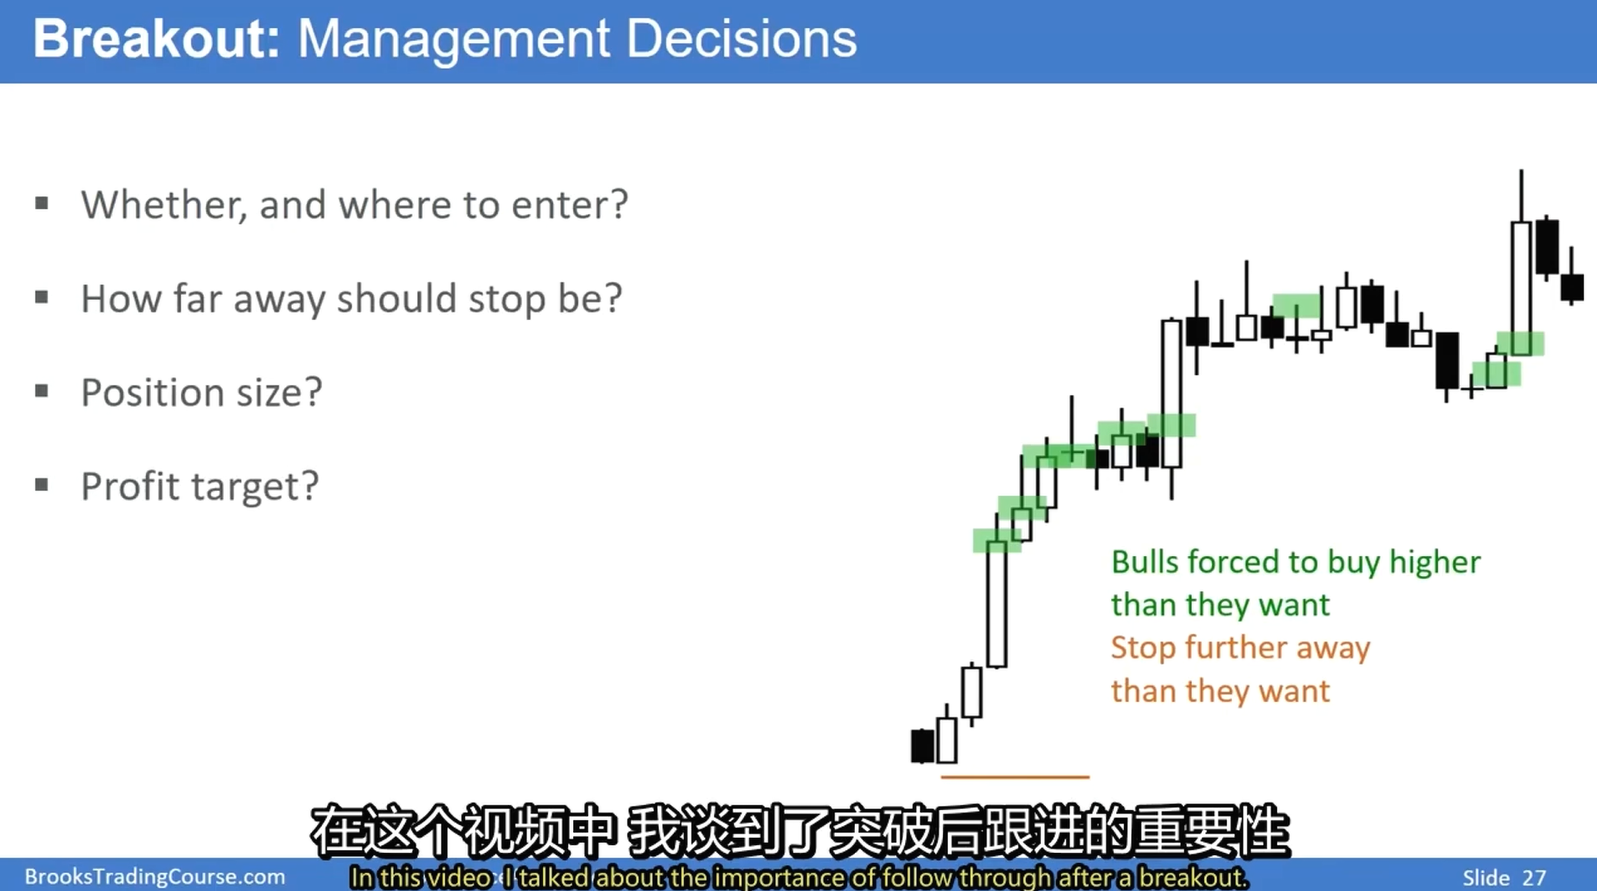 Breakout: Management Decisions
Whether, and where to enter?
How far away should stop be?
Position size?
Profit target?
Bulls forced to buy higher
than they want
Stop further away
than they want
在这个视频中 我谈到了突破后跟进的重要性
BrooksTradingCourse.com
In this video I talked about the importance of follow through after a breakout.
Slide 27